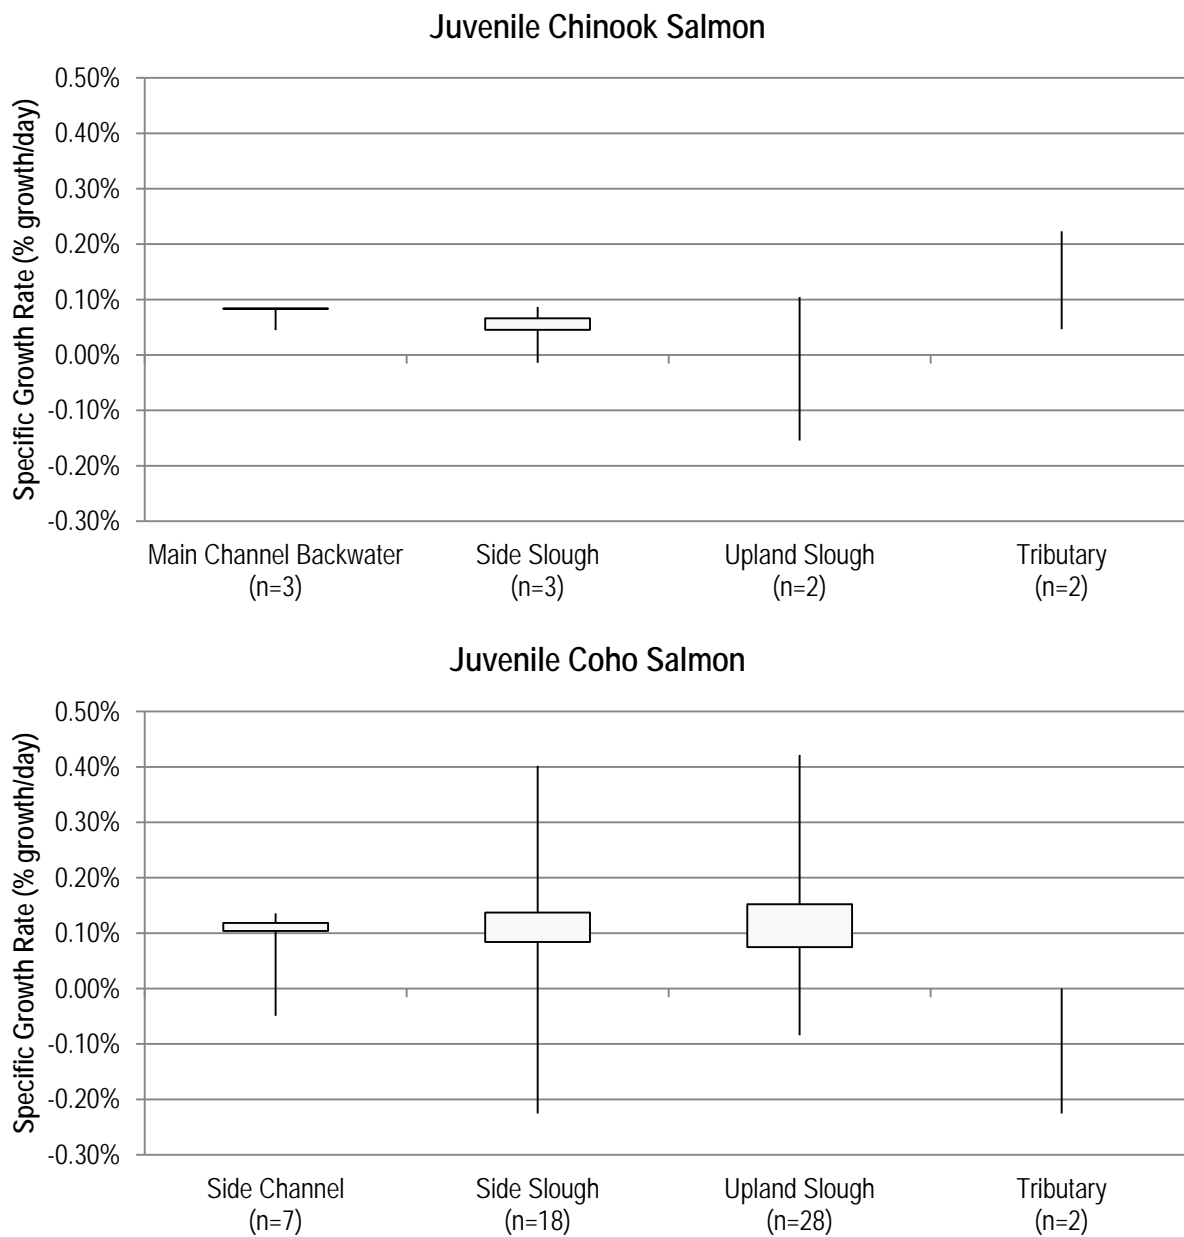 Juvenile Chinook Salmon
Specific Growth Rate (% growth/day)
0.50%
0.40%
0.30%
0.20%
0.10%
0.00%
-0.10%
-0.20%
-0.30%
Main Channel Backwater Side Slough Upland Slough Tributary
(n=3) (n=3) (n=2) (n=2)
Juvenile Coho Salmon
Specific Growth Rate (% growth/day)
0.50%
0.40%
0.30%
0.20%
0.10%
0.00%
-0.10%
-0.20%
-0.30%
Side Channel Side Slough Upland Slough Tributary
(n=7) (n=18) (n=28) (n=2)